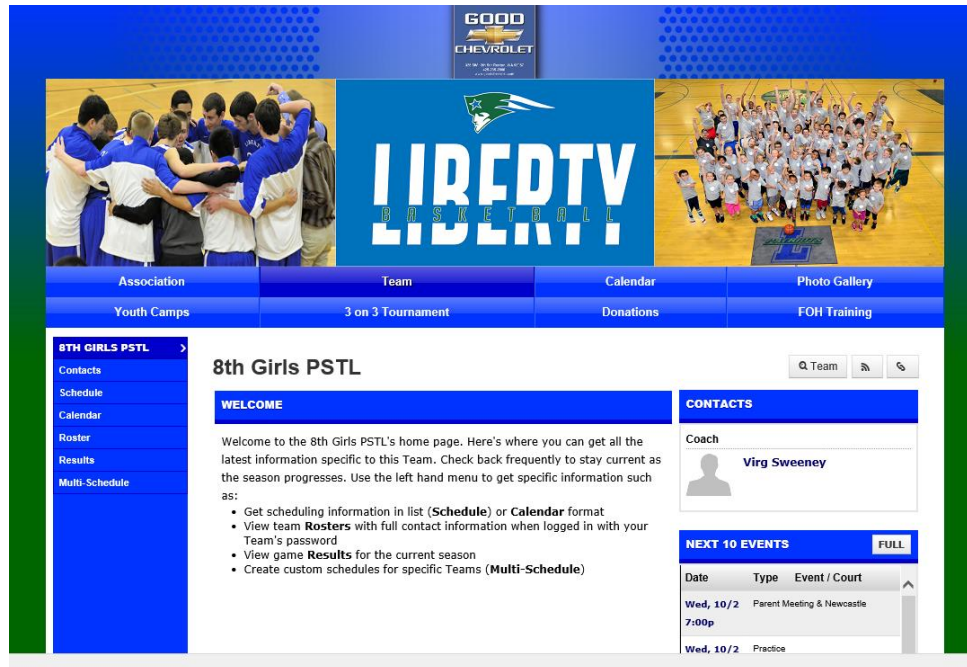 GOOD
CHEVROLET
LIBERTY
BASKETBALL
Association
Team
Calendar
Photo Gallery
Youth Camps
3 on 3 Tournament
Donations
FOH Training
8TH GIRLS PSTL
Contacts
Schedule
Calendar
Roster
Results
Multi-Schedule
8th Girls PSTL
Team
WELCOME
Welcome to the 8th Girls PSTL's home page. Here's where you can get all the
latest information specific to this Team. Check back frequently to stay current as
the season progresses. Use the left hand menu to get specific information such
as:
Get scheduling information in list (Schedule) or Calendar format
View team Rosters with full contact information when logged in with your
Team's password
View game Results for the current season
Create custom schedules for specific Teams (Multi-Schedule)
CONTACTS
Coach
Virg Sweeney
NEXT 10 EVENTS
FULL
Date Type Event / Court
Wed, 10/2 Parent Meeting & Newcastle
7:00p
Wed, 10/2 Practice